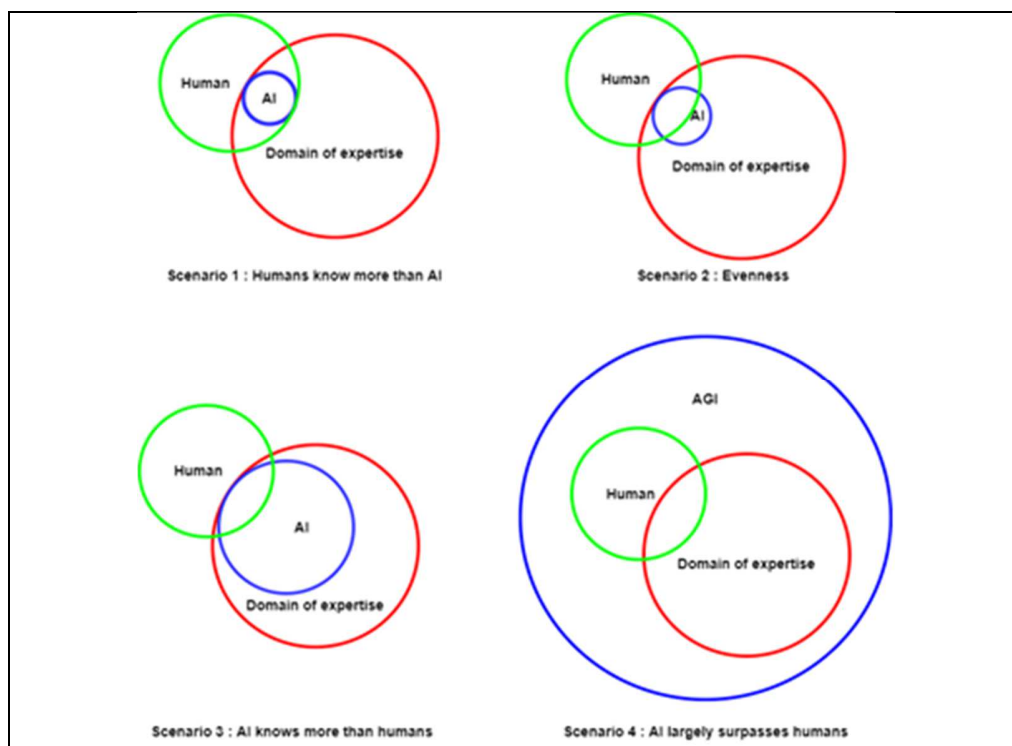 Human
AI
Domain of expertise
Scenario 1 : Humans know more than AI
Human
AI
Domain of expertise
Scenario 2 : Evenness
Human
AI
Domain of expertise
Scenario 3 : AI knows more than humans
AGI
Human
Domain of expertise
Scenario 4 : AI largely surpasses humans